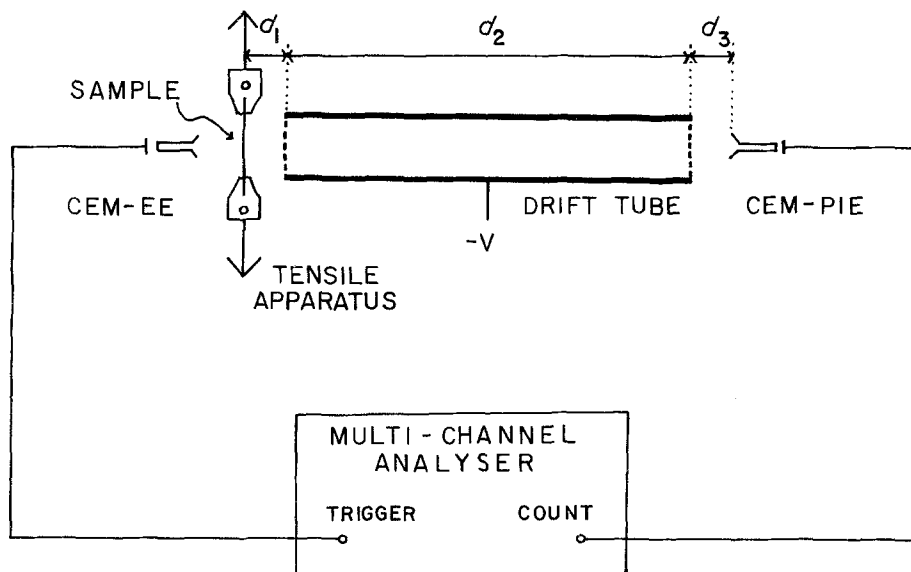 d1
d2
d3
SAMPLE
CEM-EE
DRIFT TUBE
CEM-PIE
-V
TENSILE
APPARATUS
MULTI-CHANNEL
ANALYSER
TRIGGER
COUNT